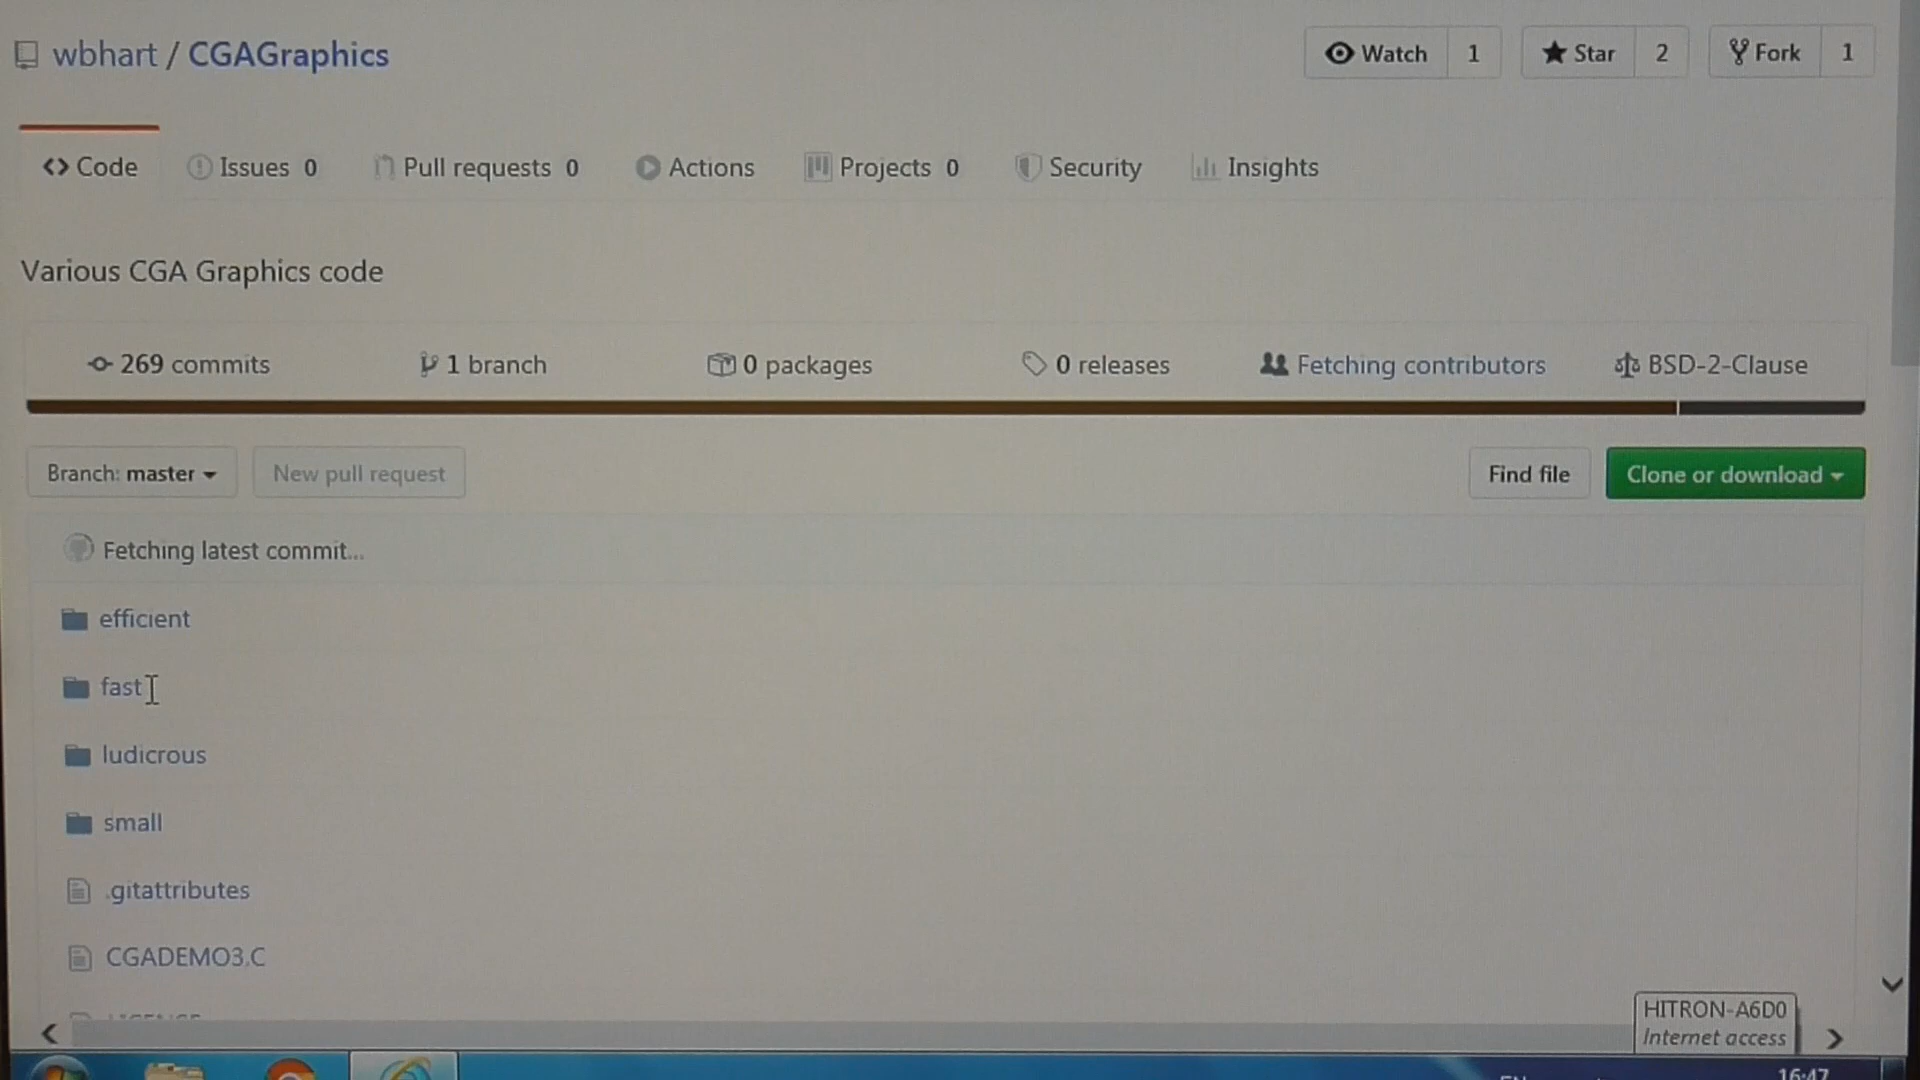 wbhart / CGAGraphics
Watch 1
Star 2
Fork 1
Code
Issues 0
Pull requests 0
Actions
Projects 0
Security
Insights
Various CGA Graphics code
269 commits
1 branch
0 packages
0 releases
Fetching contributors
BSD-2-Clause
Branch: master
New pull request
Find file
Clone or download
Fetching latest commit...
efficient
fast
ludicrous
small
.gitattributes
CGADEMO3.C
HITRON-A6D0
Internet access
16:47